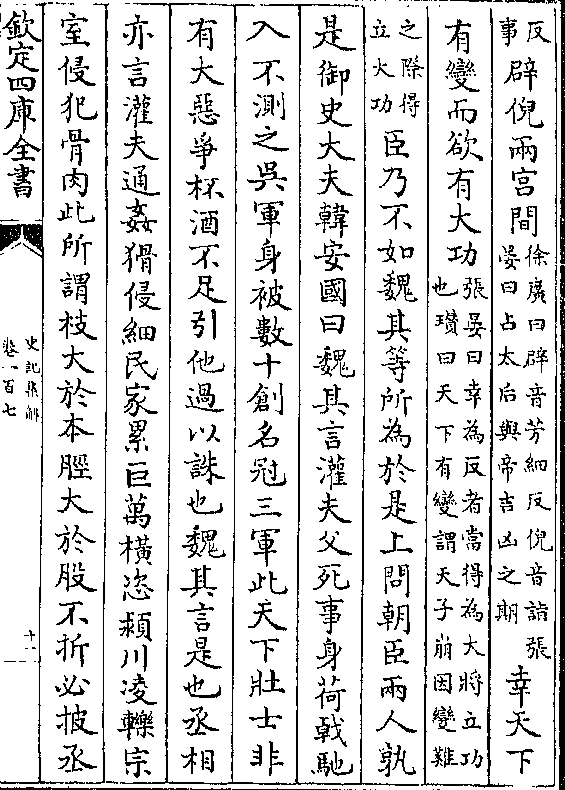 反事辟倪兩宮間徐廣曰辟音芳細反倪音詣張晏曰占太后與帝吉凶之期幸天下
有變而欲有大功張晏曰幸為反者當得為大將立功也瓚曰天下有變謂天子崩因變難
之際得立大功臣乃不如魏其等所為於是上問朝臣兩人孰
是御史大夫韓安國曰魏其言灌夫父死事身荷戟馳
入不測之吳軍身被數十創名冠三軍此天下壯士非
有大惡爭杯酒不足引他過以誅也魏其言是也丞相
亦言灌夫通姦猾侵細民家累巨萬橫恣潁川凌轢宗
室侵犯骨肉此所謂枝大於本脛大於股不折必披丞
欽定四庫全書
史記集解
卷一百七
十二